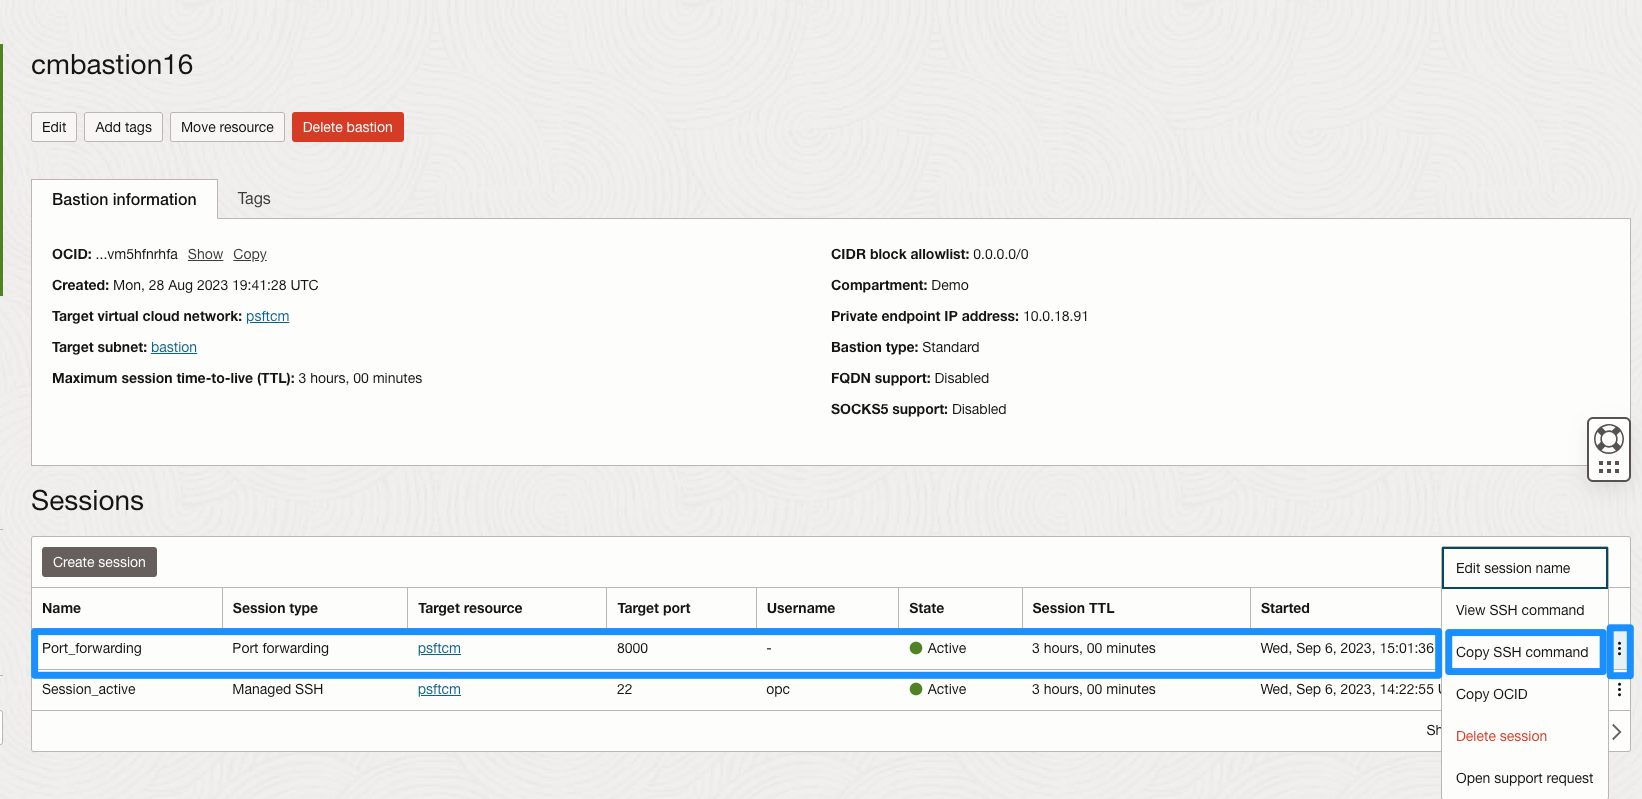 cmbastion16
Edit Add tags Move resource Delete bastion
Bastion information Tags
OCID: ...vm5hfnrhfa Show Copy
Created: Mon, 28 Aug 2023 19:41:28 UTC
Target virtual cloud network: psftcm
Target subnet: bastion
Maximum session time-to-live (TTL): 3 hours, 00 minutes
CIDR block allowlist: 0.0.0.0/0
Compartment: Demo
Private endpoint IP address: 10.0.18.91
Bastion type: Standard
FQDN support: Disabled
SOCKS5 support: Disabled
Sessions
Create session
Name Session type Target resource Target port Username State Session TTL Started
Port_forwarding Port forwarding psftcm 8000 - Active 3 hours, 00 minutes Wed, Sep 6, 2023, 15:01:36
Session_active Managed SSH psftcm 22 opc Active 3 hours, 00 minutes Wed, Sep 6, 2023, 14:22:55
Edit session name
View SSH command
Copy SSH command
Copy OCID
Delete session
Open support request